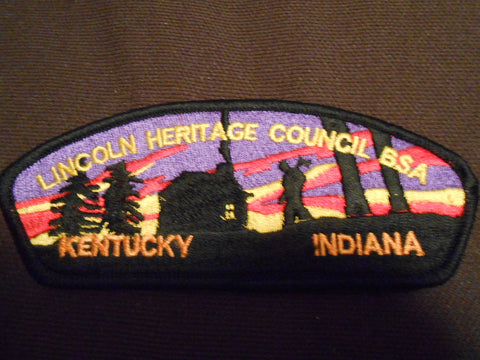 LINCOLN HERITAGE COUNCIL BSA
KENTUCKY INDIANA